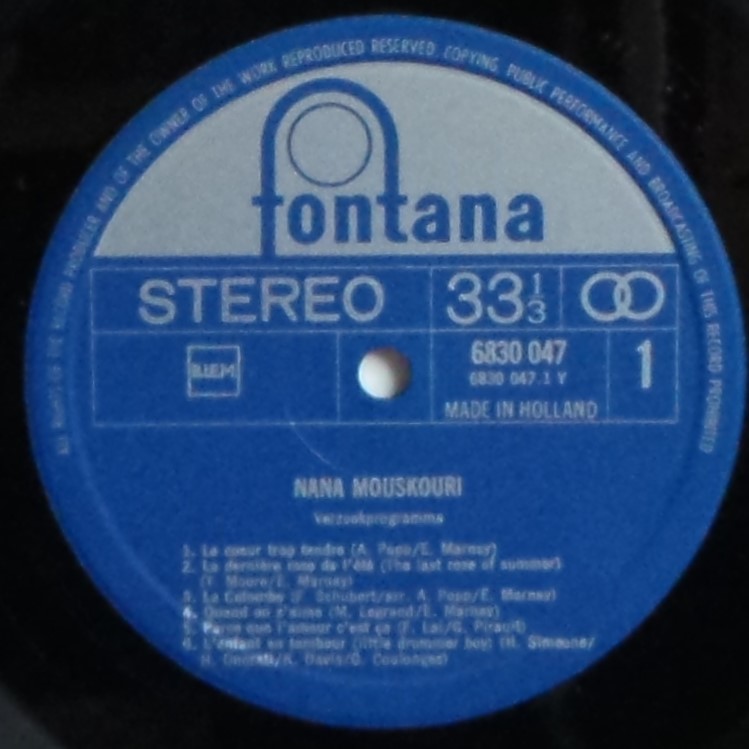 ALL RIGHTS OF THE RECORD PRODUCER AND OF THE OWNER OF THE WORK REPRODUCED RESERVED. COPYING, PUBLIC PERFORMANCE AND BROADCASTING OF THIS RECORD PROHIBITED
fontana
STEREO 33 1/3
BIEM 6830 047 1
6830 047.1 Y
MADE IN HOLLAND
NANA MOUSKOURI
Verzoekprogramma
1. Le coeur trop tendre (A. Popp/E. Marnay)
2. La dernière rose de l'été (The last rose of summer)
(T. Moore/E. Marnay)
3. La Colombe (F. Schubert/arr. A. Popp/E. Marnay)
4. Quand on s'aime (M. Legrand/E. Marnay)
5. Parce que l'amour c'est ça (F. Lai/G. Pirault)
6. L'enfant au tambour (little drummer boy) (H. Simeone/
H. Onorati/K. Davis/G. Coulonges)